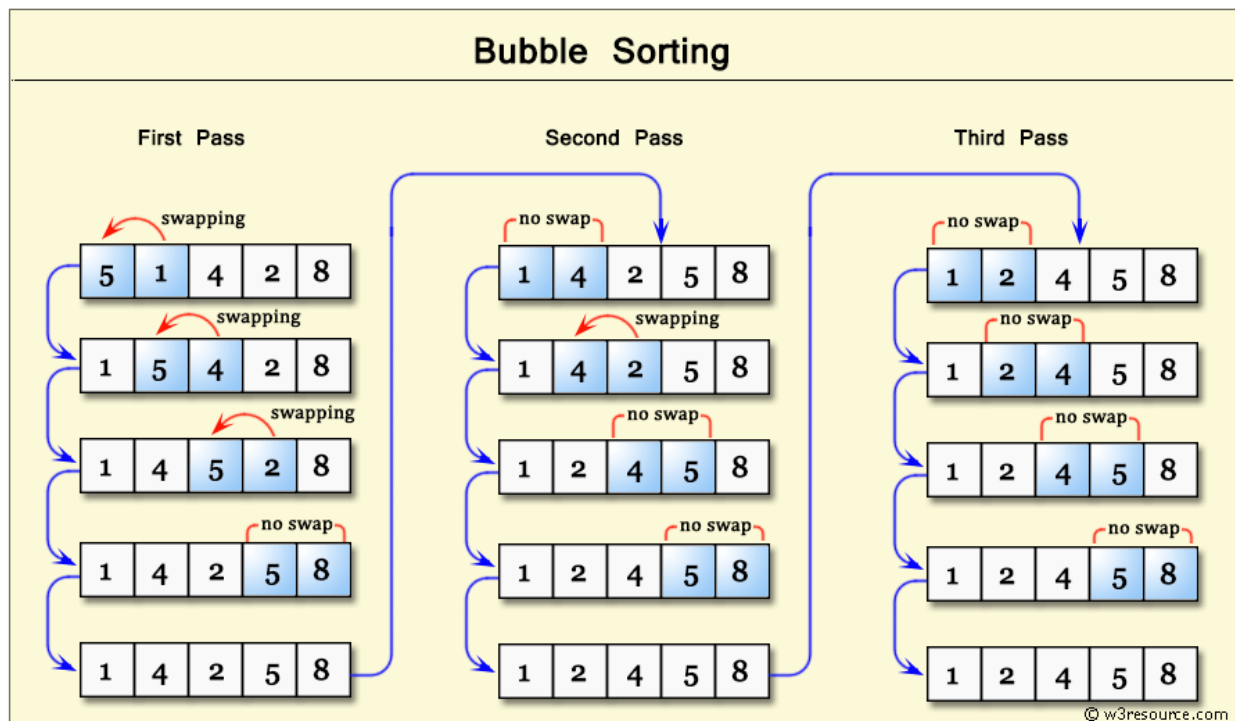 Bubble Sorting
First Pass
swapping
5 1 4 2 8
swapping
1 5 4 2 8
swapping
1 4 5 2 8
no swap
1 4 2 5 8
1 4 2 5 8
Second Pass
no swap
1 4 2 5 8
swapping
1 4 2 5 8
no swap
1 2 4 5 8
no swap
1 2 4 5 8
1 2 4 5 8
Third Pass
no swap
1 2 4 5 8
no swap
1 2 4 5 8
no swap
1 2 4 5 8
no swap
1 2 4 5 8
1 2 4 5 8
© w3resource.com